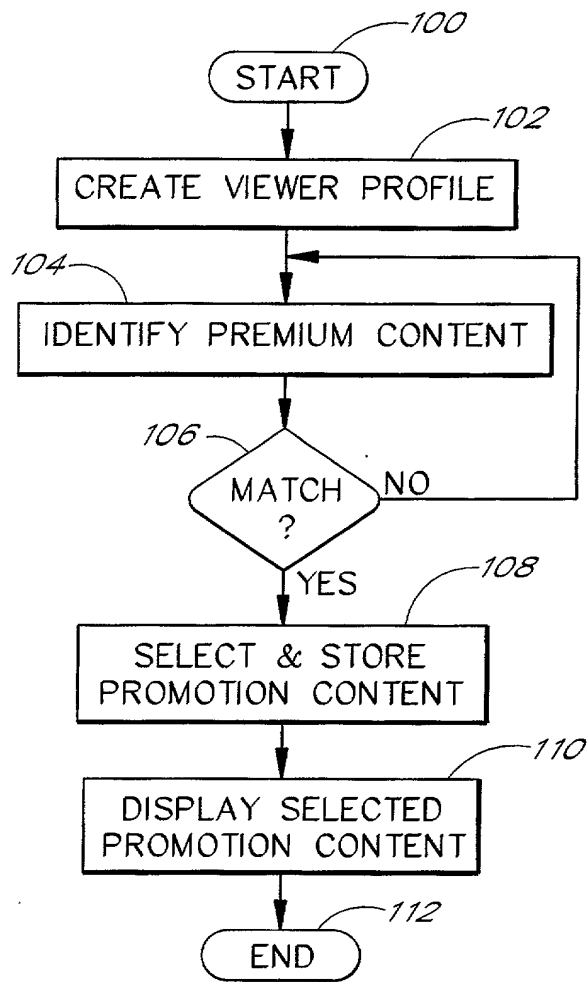 100
START
102
CREATE VIEWER PROFILE
104
IDENTIFY PREMIUM CONTENT
106
MATCH
?
NO
YES
108
SELECT & STORE
PROMOTION CONTENT
110
DISPLAY SELECTED
PROMOTION CONTENT
112
END